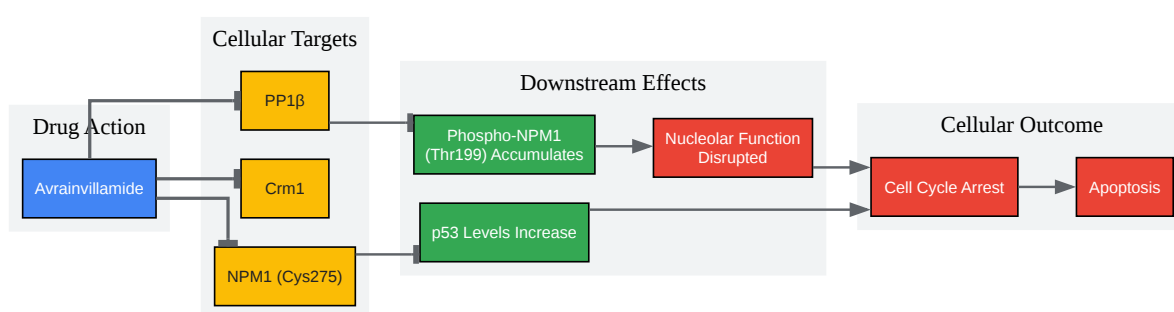 Drug Action
Avrainvillamide
Cellular Targets
PP1β
Crm1
NPM1 (Cys275)
Downstream Effects
Phospho-NPM1
(Thr199) Accumulates
Nucleolar Function
Disrupted
p53 Levels Increase
Cellular Outcome
Cell Cycle Arrest
Apoptosis